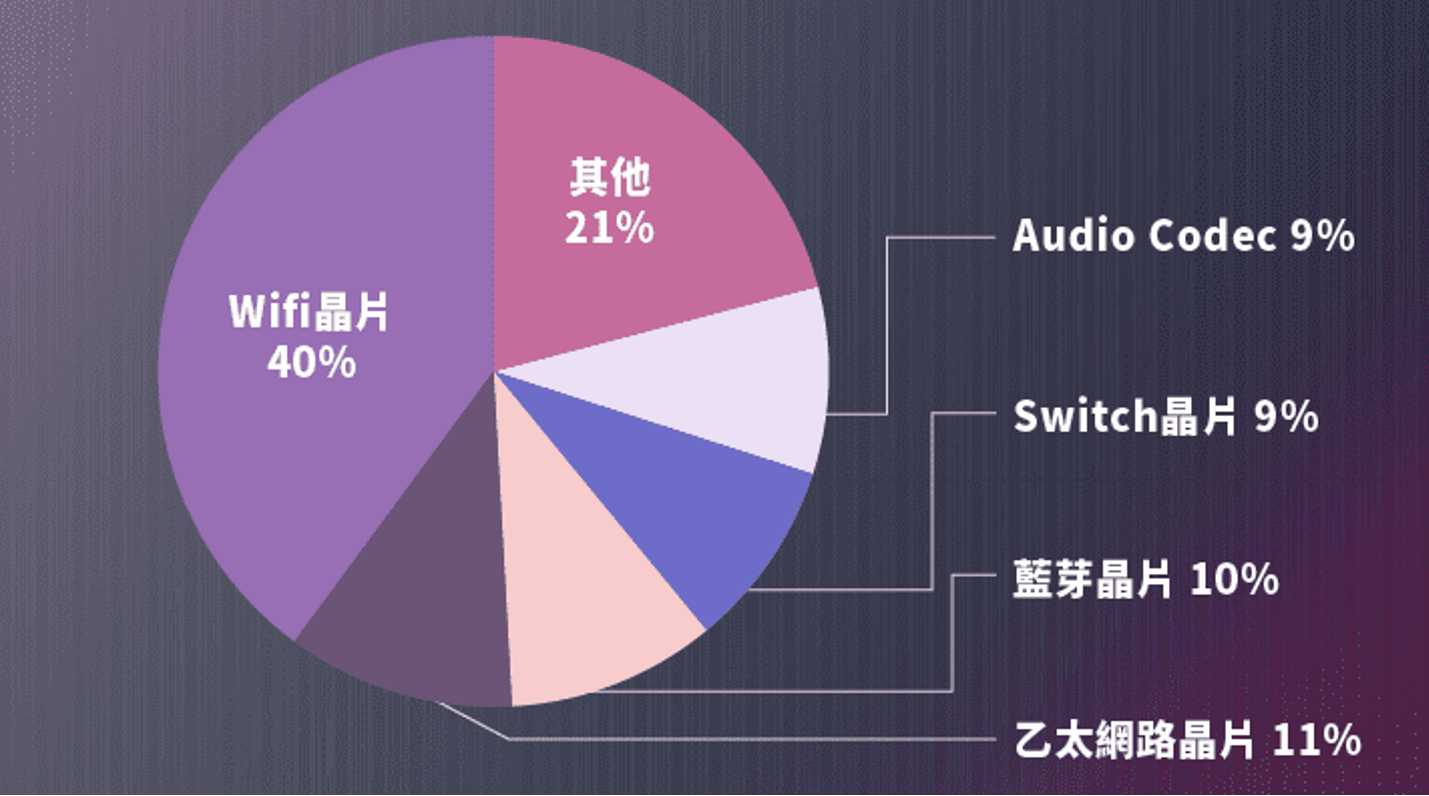 其他
21%
Wifi晶片
40%
Audio Codec 9%
Switch晶片 9%
藍芽晶片 10%
乙太網路晶片 11%